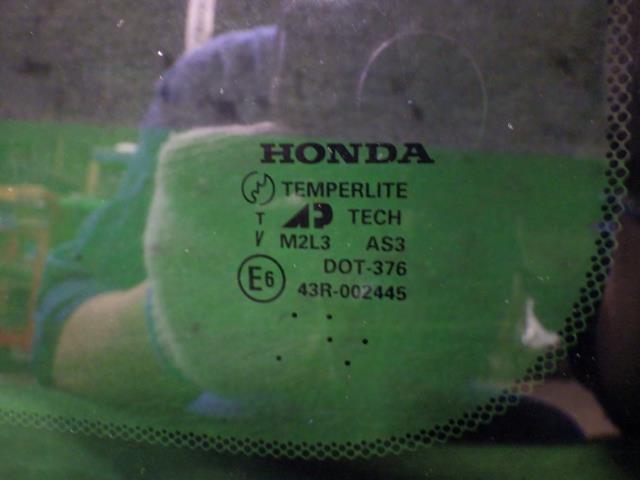 HONDA
TEMPERLITE
T AP TECH
V M2L3 AS3
DOT-376
E6 43R-002445